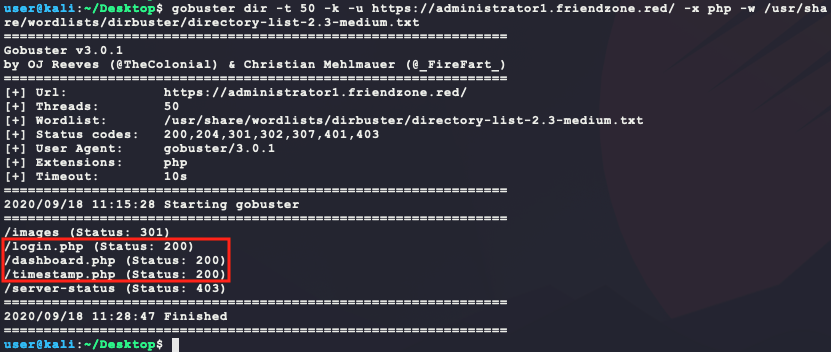 user@kali:~/Desktop$ gobuster dir -t 50 -k -u https://administrator1.friendzone.red/ -x php -w /usr/sha
re/wordlists/dirbuster/directory-list-2.3-medium.txt
===============================================================
Gobuster v3.0.1
by OJ Reeves (@TheColonial) & Christian Mehlmauer (@_FireFart_)
===============================================================
[+] Url:            https://administrator1.friendzone.red/
[+] Threads:        50
[+] Wordlist:       /usr/share/wordlists/dirbuster/directory-list-2.3-medium.txt
[+] Status codes:   200,204,301,302,307,401,403
[+] User Agent:     gobuster/3.0.1
[+] Extensions:     php
[+] Timeout:        10s
===============================================================
2020/09/18 11:15:28 Starting gobuster
===============================================================
/images (Status: 301)
/login.php (Status: 200)
/dashboard.php (Status: 200)
/timestamp.php (Status: 200)
/server-status (Status: 403)
===============================================================
2020/09/18 11:28:47 Finished
===============================================================
user@kali:~/Desktop$